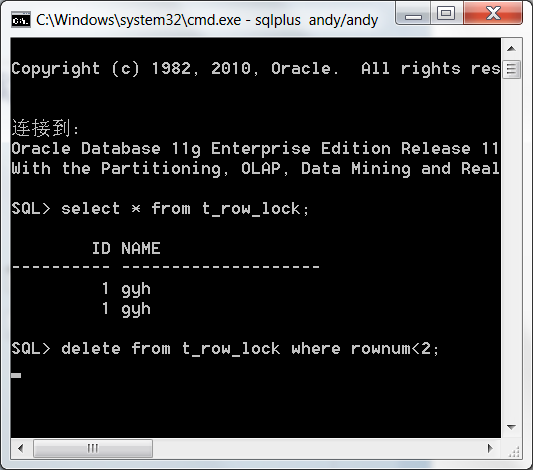 C:\Windows\system32\cmd.exe - sqlplus  andy/andy
Copyright (c) 1982, 2010, Oracle.  All rights res
连接到:
Oracle Database 11g Enterprise Edition Release 11
With the Partitioning, OLAP, Data Mining and Real
SQL> select * from t_row_lock;
        ID NAME
---------- --------------------
         1 gyh
         1 gyh
SQL> delete from t_row_lock where rownum<2;